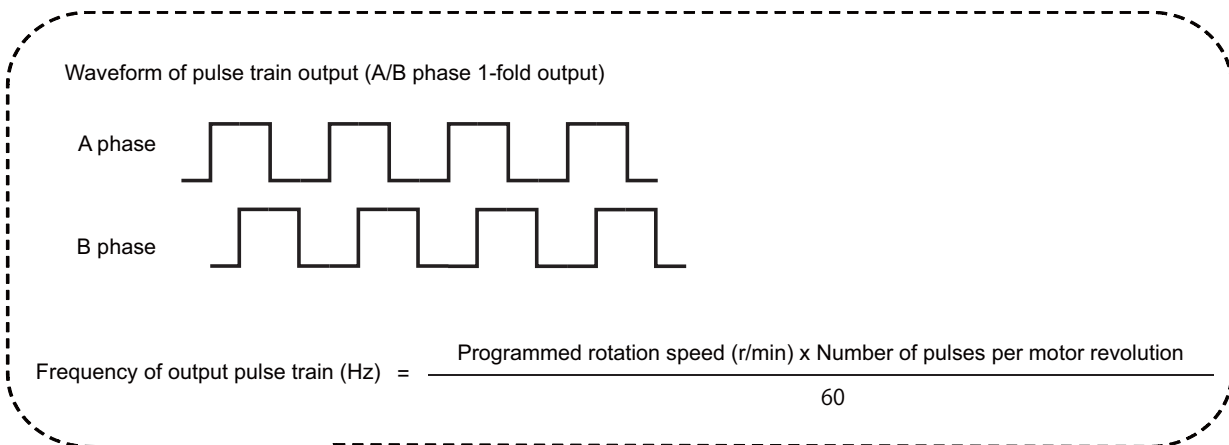 Waveform of pulse train output (A/B phase 1-fold output)
A phase
B phase
Programmed rotation speed (r/min) x Number of pulses per motor revolution
Frequency of output pulse train (Hz) =
60